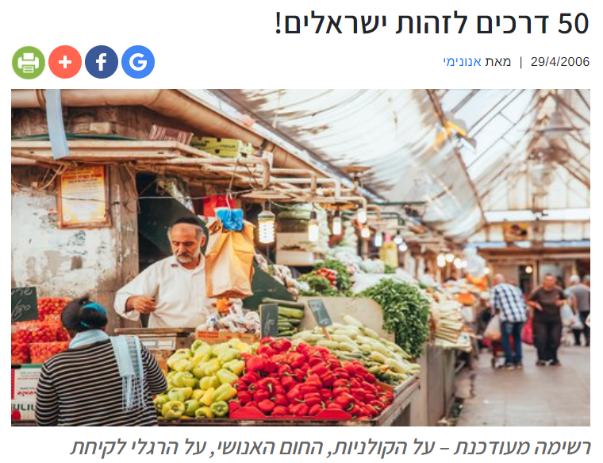 50 דרכים לזהות ישראלים!
29/4/2006 | מאת אנונימי
רשימה מעודכנת – על הקולניות, החום האנושי, על הרגלי לקיחת